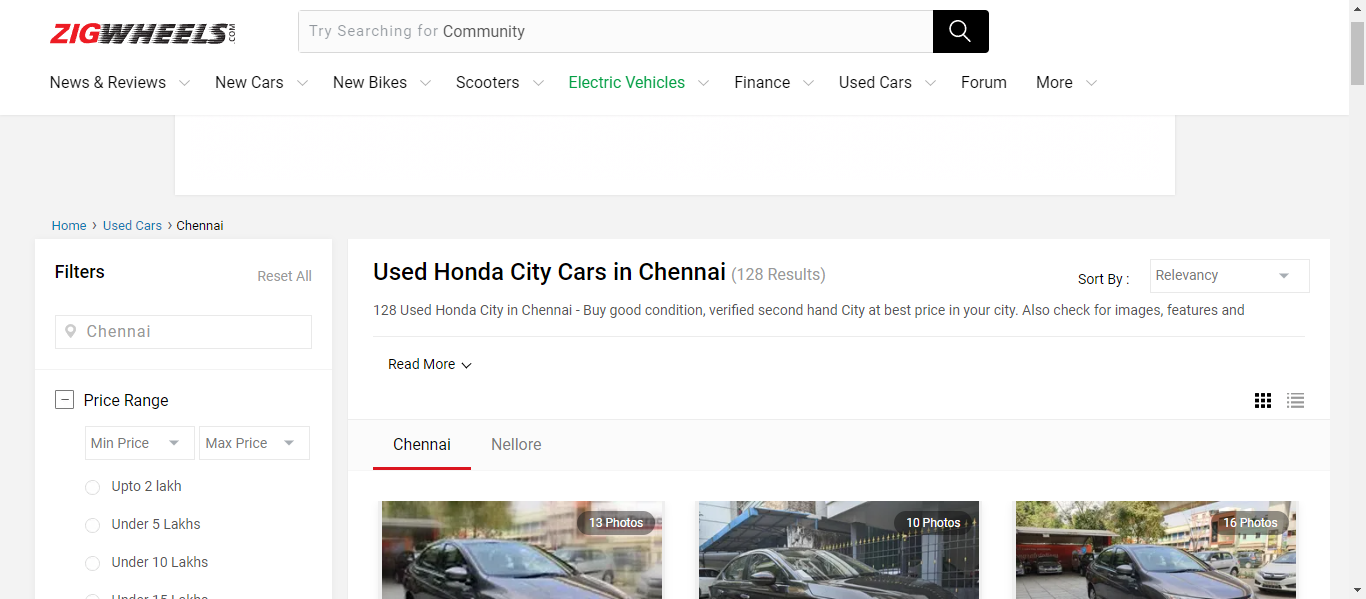 ZIGWHEELS.COM
Try Searching for Community
News & Reviews New Cars New Bikes Scooters Electric Vehicles Finance Used Cars Forum More
Home › Used Cars › Chennai
Filters
Reset All
Chennai
Price Range
Min Price Max Price
Upto 2 lakh
Under 5 Lakhs
Under 10 Lakhs
Under 15 Lakhs
Used Honda City Cars in Chennai (128 Results)
Sort By : Relevancy
128 Used Honda City in Chennai - Buy good condition, verified second hand City at best price in your city. Also check for images, features and
Read More
Chennai Nellore
13 Photos 10 Photos 16 Photos